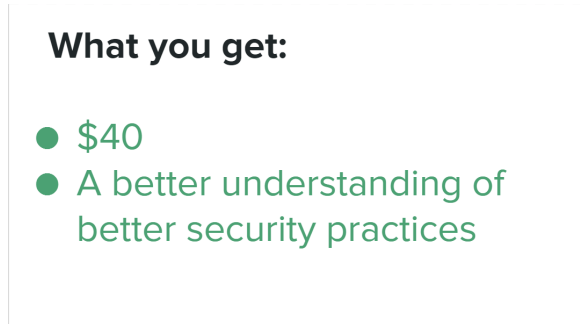 What you get:
$40
A better understanding of
better security practices